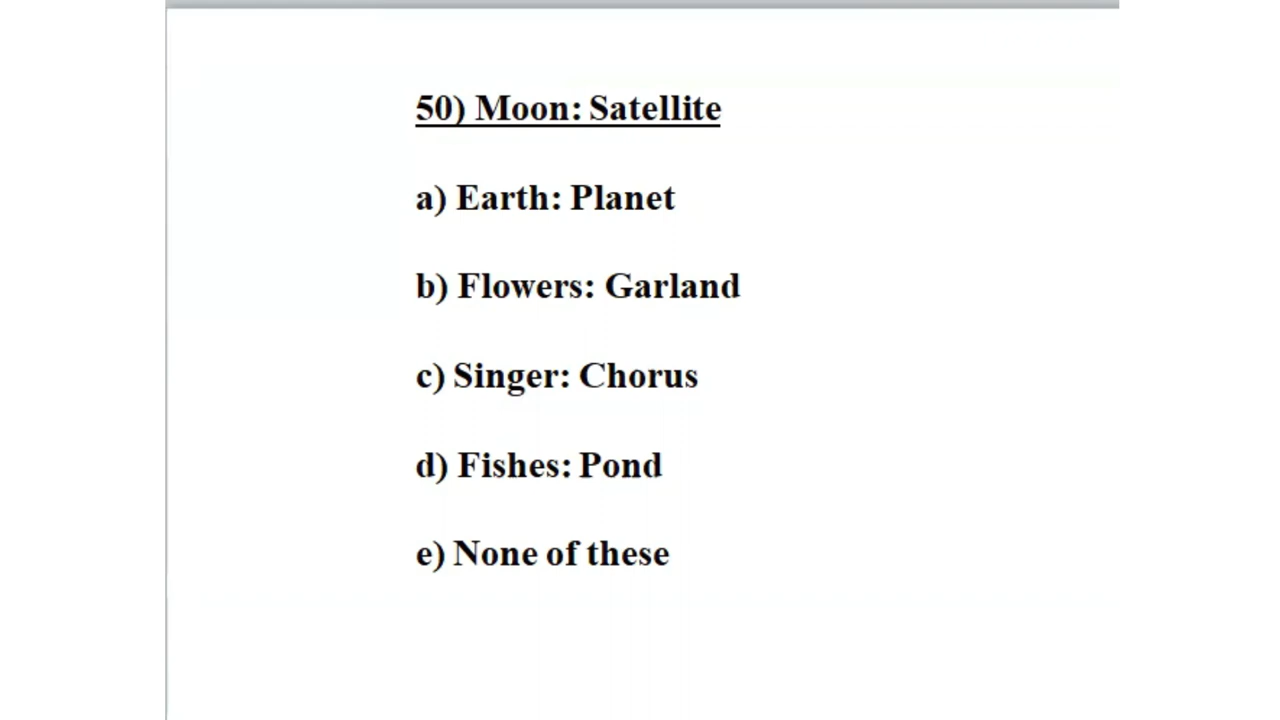 50) Moon: Satellite
a) Earth: Planet
b) Flowers: Garland
c) Singer: Chorus
d) Fishes: Pond
e) None of these